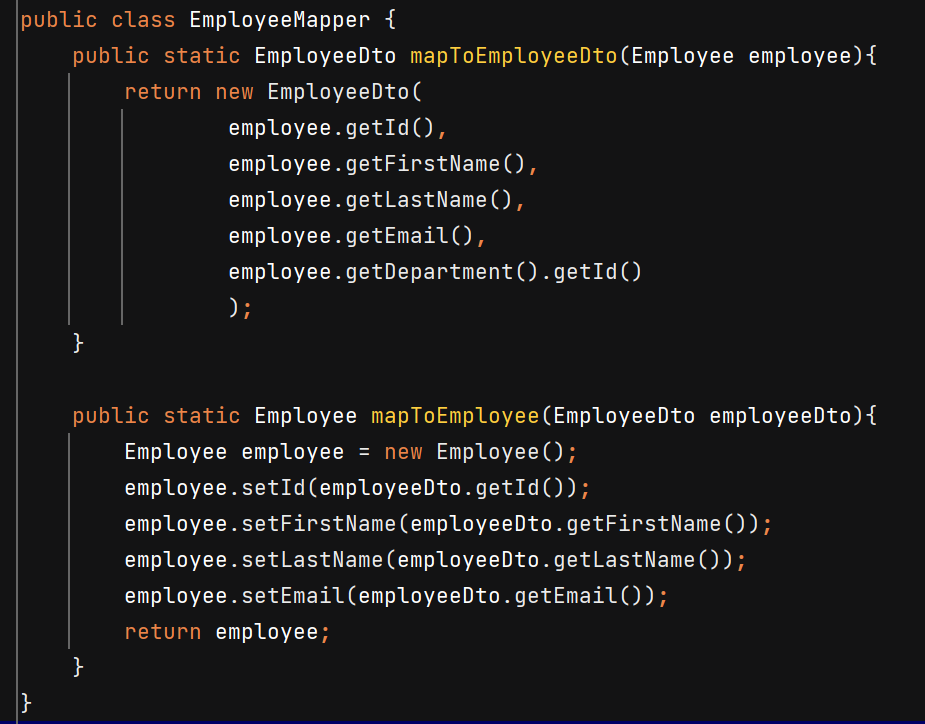 public class EmployeeMapper {
    public static EmployeeDto mapToEmployeeDto(Employee employee){
        return new EmployeeDto(
                employee.getId(),
                employee.getFirstName(),
                employee.getLastName(),
                employee.getEmail(),
                employee.getDepartment().getId()
                );
    }

    public static Employee mapToEmployee(EmployeeDto employeeDto){
        Employee employee = new Employee();
        employee.setId(employeeDto.getId());
        employee.setFirstName(employeeDto.getFirstName());
        employee.setLastName(employeeDto.getLastName());
        employee.setEmail(employeeDto.getEmail());
        return employee;
    }
}